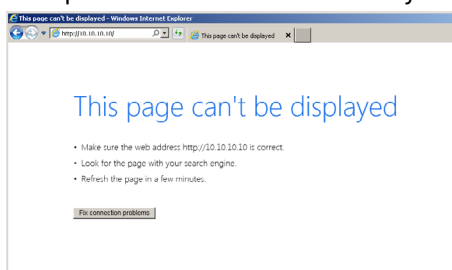 This page can't be displayed - Windows Internet Explorer
http://10.10.10.10/
This page can't be displayed
This page can't be displayed
• Make sure the web address http://10.10.10.10 is correct.
• Look for the page with your search engine.
• Refresh the page in a few minutes.
Fix connection problems